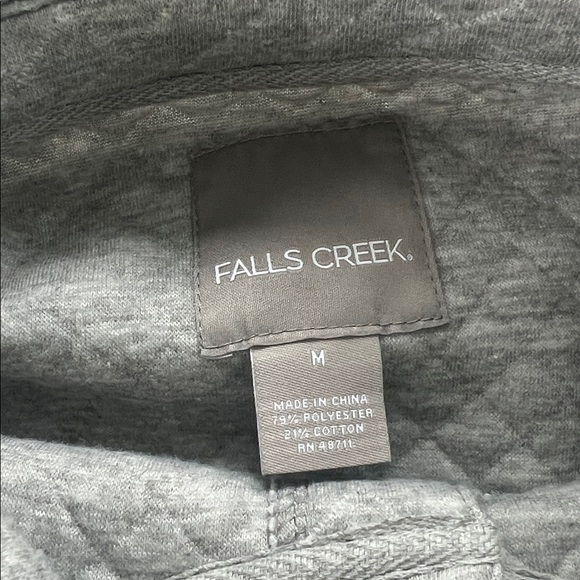 FALLS CREEK®
M
MADE IN CHINA
79% POLYESTER
21% COTTON
RN 48711